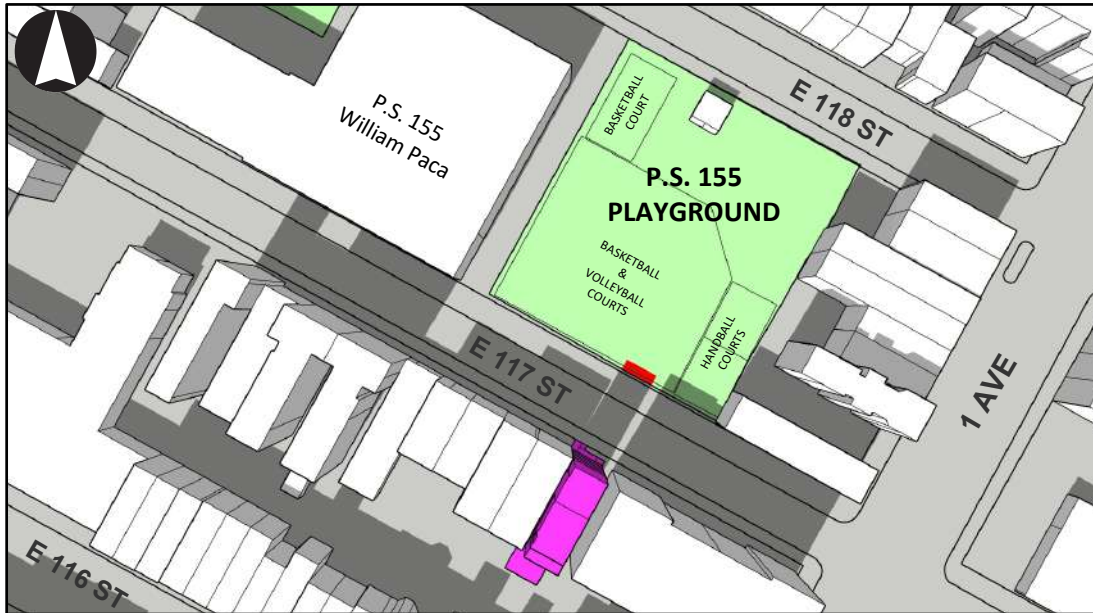 P.S. 155
William Paca
BASKETBALL
COURT
E 118 ST
P.S. 155
PLAYGROUND
BASKETBALL
&
VOLLEYBALL
COURTS
HANDBALL
COURTS
E 117 ST
1 AVE
E 116 ST